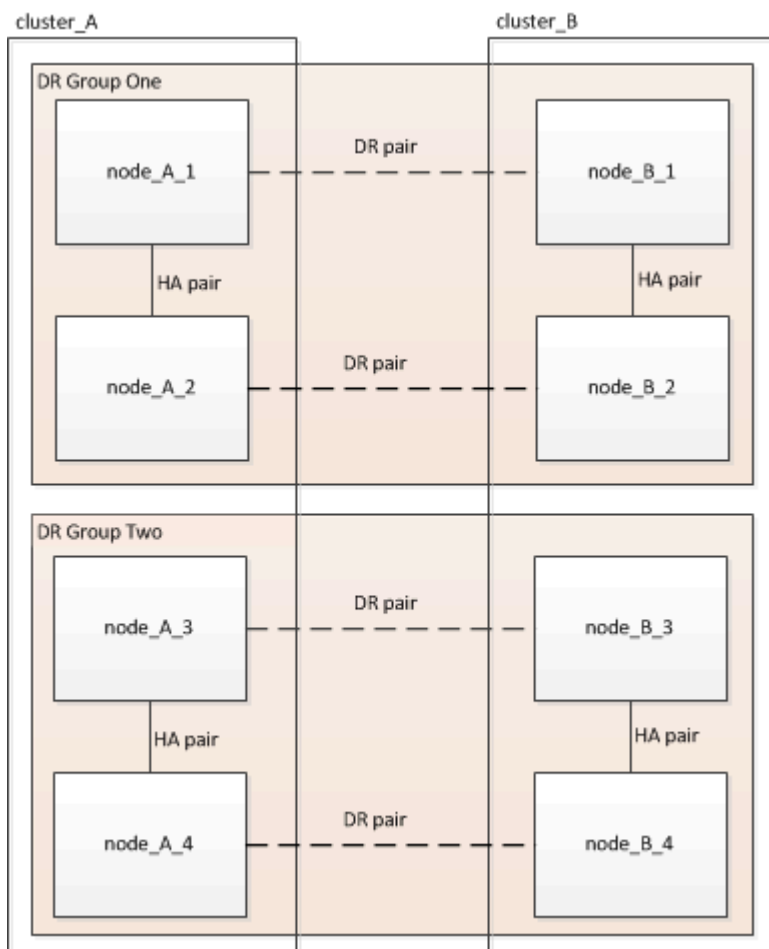 cluster_A
cluster_B
DR Group One
node_A_1
DR pair
node_B_1
HA pair
HA pair
node_A_2
DR pair
node_B_2
DR Group Two
node_A_3
DR pair
node_B_3
HA pair
HA pair
node_A_4
DR pair
node_B_4